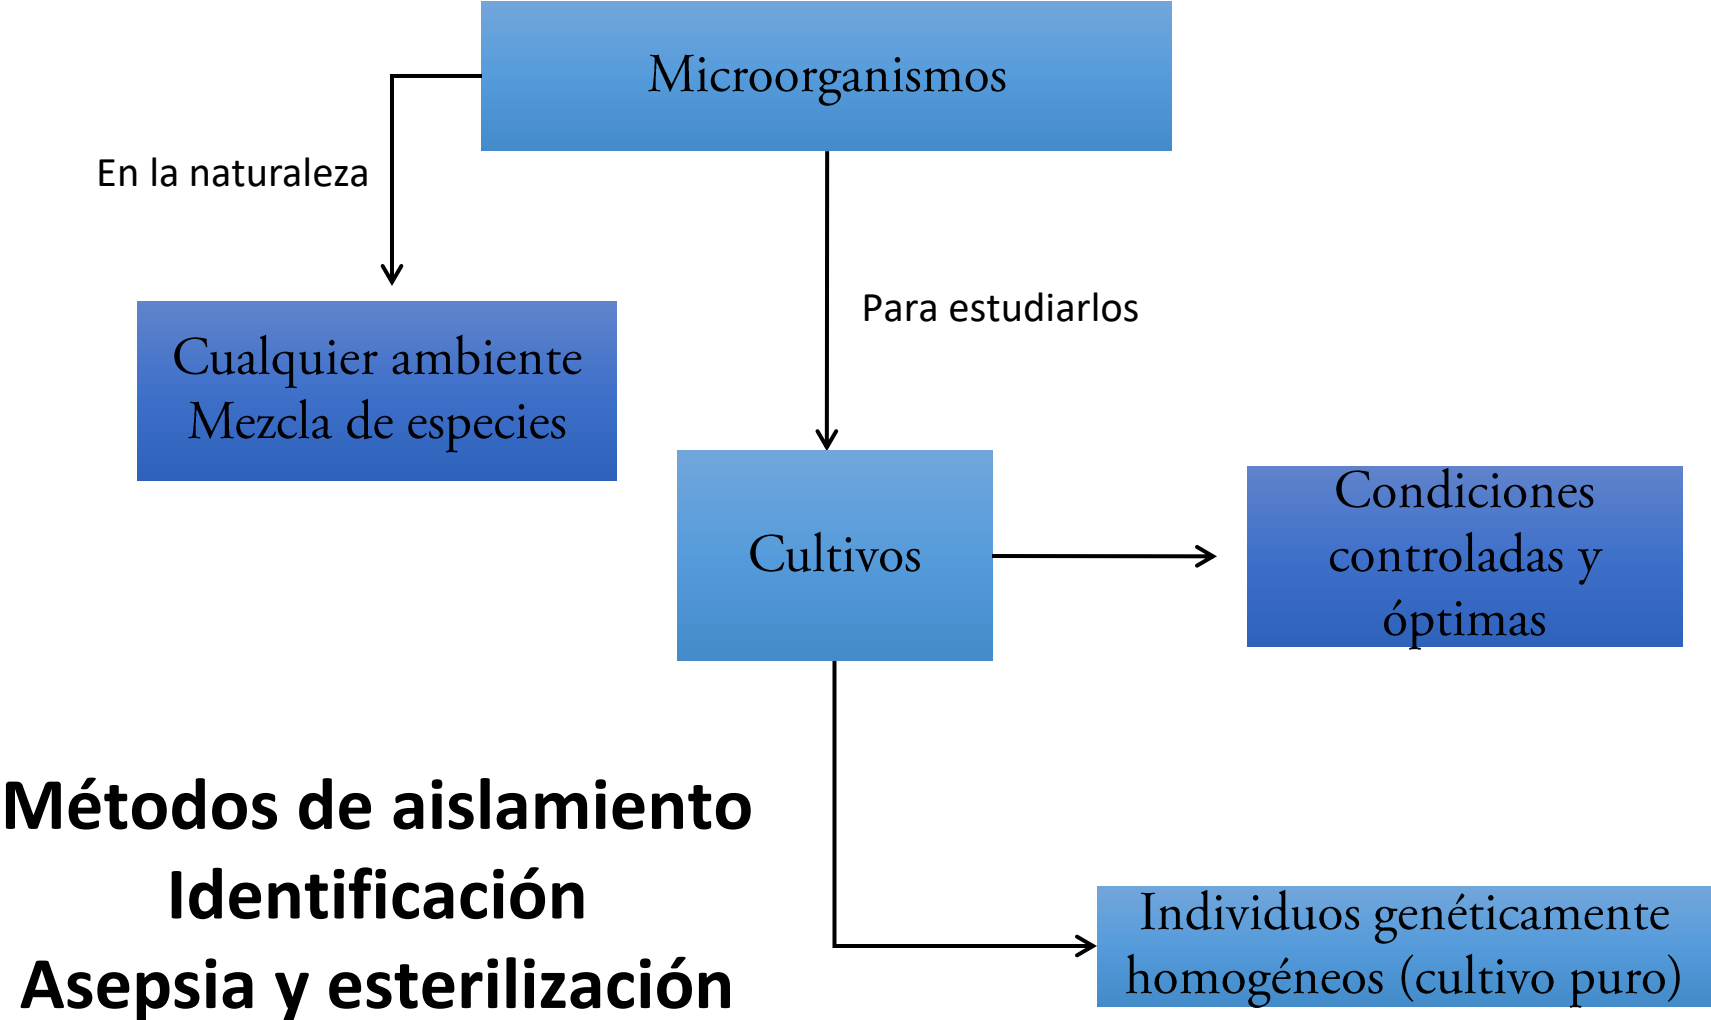 Microorganismos
En la naturaleza
Para estudiarlos
Cualquier ambiente
Mezcla de especies
Cultivos
Condiciones
controladas y
óptimas
Métodos de aislamiento
Identificación
Asepsia y esterilización
Individuos genéticamente
homogéneos (cultivo puro)